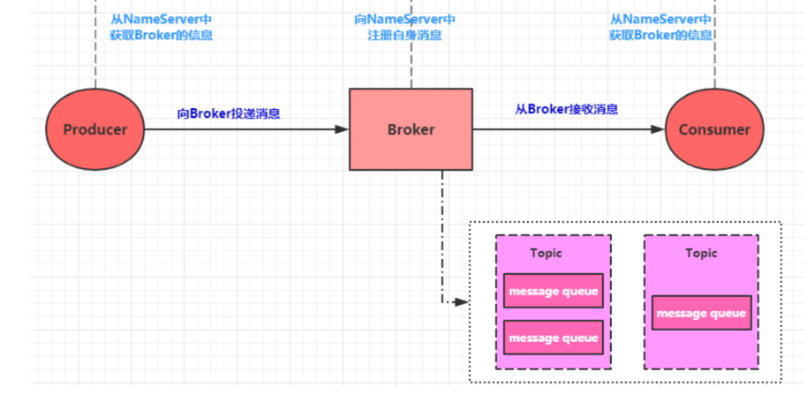 从NameServer中
获取Broker的信息
向NameServer中
注册自身消息
从NameServer中
获取Broker的信息
Producer
向Broker投递消息
Broker
从Broker接收消息
Consumer
Topic
message queue
message queue
Topic
message queue